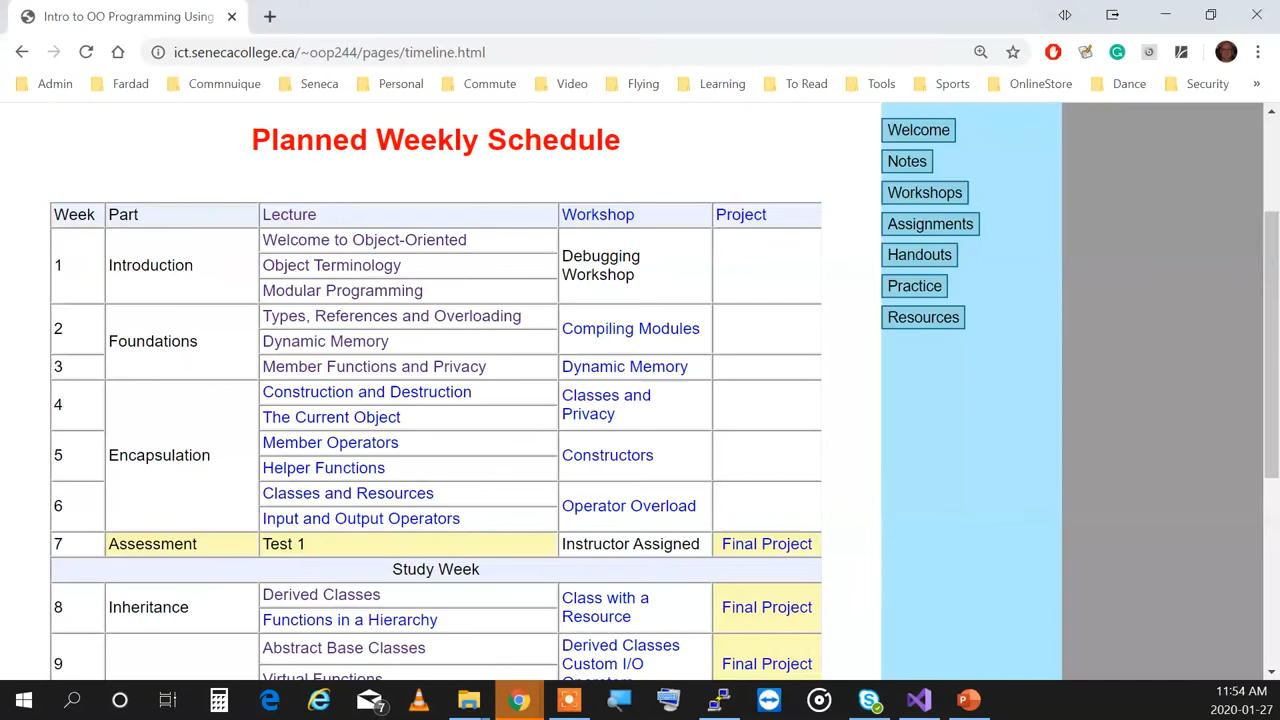 Intro to OO Programming Using
ict.senecacollege.ca/~oop244/pages/timeline.html
Admin Fardad Commnuique Seneca Personal Commute Video Flying Learning To Read Tools Sports OnlineStore Dance Security »
Planned Weekly Schedule
Welcome
Notes
Workshops
Assignments
Handouts
Practice
Resources
Week Part Lecture Workshop Project
1 Introduction Welcome to Object-Oriented Debugging Workshop
Object Terminology
Modular Programming
2 Foundations Types, References and Overloading Compiling Modules
Dynamic Memory
3 Member Functions and Privacy Dynamic Memory
4 Encapsulation Construction and Destruction Classes and Privacy
The Current Object
5 Member Operators Constructors
Helper Functions
6 Classes and Resources Operator Overload
Input and Output Operators
7 Assessment Test 1 Instructor Assigned Final Project
Study Week
8 Inheritance Derived Classes Class with a Resource Final Project
Functions in a Hierarchy
9 Abstract Base Classes Derived Classes Custom I/O Final Project
Virtual Functions
7
11:54 AM
2020-01-27